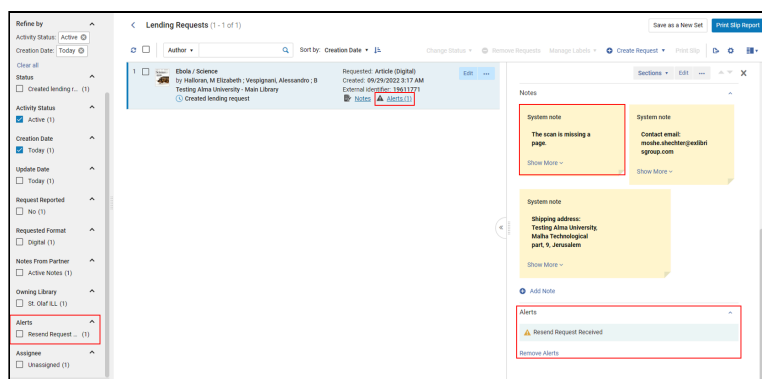 Refine by
Activity Status: Active
Creation Date: Today
Clear all
Status
Created lending r... (1)
Activity Status
Active (1)
Creation Date
Today (1)
Update Date
Today (1)
Request Reported
No (1)
Requested Format
Digital (1)
Notes From Partner
Active Notes (1)
Owning Library
St. Olaf ILL (1)
Alerts
Resend Request ... (1)
Assignee
Unassigned (1)
Lending Requests (1 - 1 of 1)
Save as a New Set Print Slip Report
Author Sort by: Creation Date Change Status Remove Requests Manage Labels Create Request Print Slip
1 Ebola / Science
by Halloran, M Elizabeth ; Vespignani, Alessandro ; B
Testing Alma University - Main Library
Created lending request
Requested: Article (Digital)
Created: 09/29/2022 3:17 AM
External identifier: 19611771
Notes Alerts (1)
Edit ...
Sections Edit ... X
Notes
System note
The scan is missing a
page.
Show More
System note
Contact email:
moshe.shechter@exlibri
sgroup.com
Show More
System note
Shipping address:
Testing Alma University,
Malha Technological
part, 9, Jerusalem
Show More
Add Note
Alerts
Resend Request Received
Remove Alerts